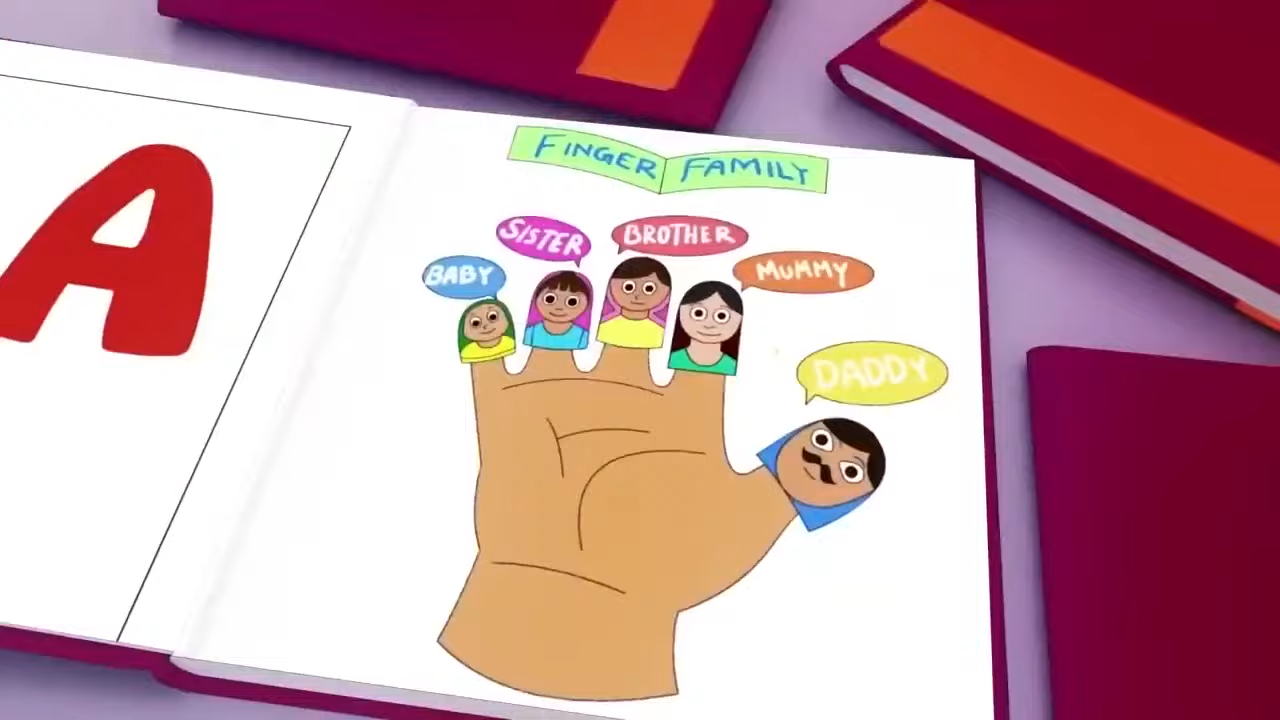 A
FINGER FAMILY
SISTER
BROTHER
BABY
MUMMY
DADDY